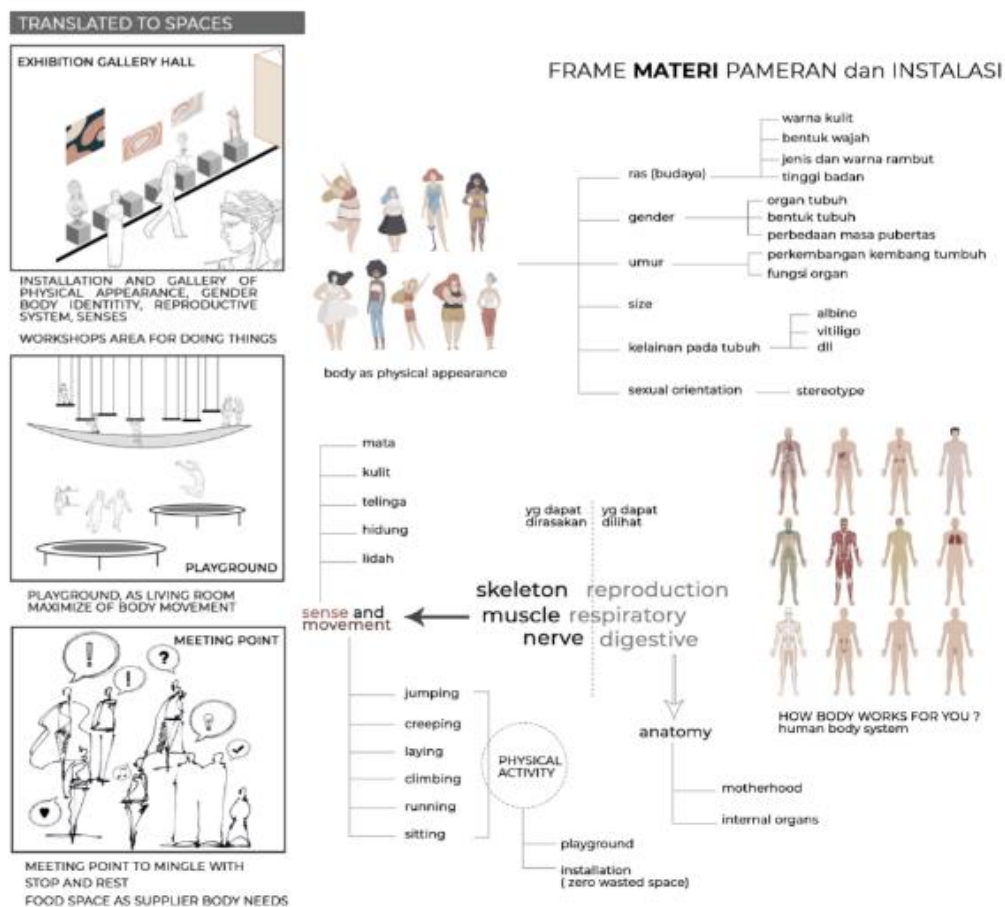 TRANSLATED TO SPACES
EXHIBITION GALLERY HALL
INSTALLATION AND GALLERY OF
PHYSICAL APPEARANCE, GENDER
BODY IDENTITITY, REPRODUCTIVE
SYSTEM, SENSES
WORKSHOPS AREA FOR DOING THINGS
PLAYGROUND
PLAYGROUND, AS LIVING ROOM
MAXIMIZE OF BODY MOVEMENT
MEETING POINT
! ! ?
MEETING POINT TO MINGLE WITH
STOP AND REST
FOOD SPACE AS SUPPLIER BODY NEEDS
FRAME MATERI PAMERAN dan INSTALASI
body as physical appearance
ras (budaya)
warna kulit
bentuk wajah
jenis dan warna rambut
tinggi badan
gender
organ tubuh
bentuk tubuh
perbedaan masa pubertas
umur
perkembangan kembang tumbuh
fungsi organ
size
kelainan pada tubuh
albino
vitiligo
dll
sexual orientation
stereotype
mata
kulit
telinga
hidung
lidah
sense and
movement
yg dapat
dirasakan
yg dapat
dilihat
skeleton reproduction
muscle respiratory
nerve digestive
jumping
creeping
laying
climbing
running
sitting
PHYSICAL
ACTIVITY
playground
installation
( zero wasted space)
anatomy
motherhood
internal organs
HOW BODY WORKS FOR YOU ?
human body system